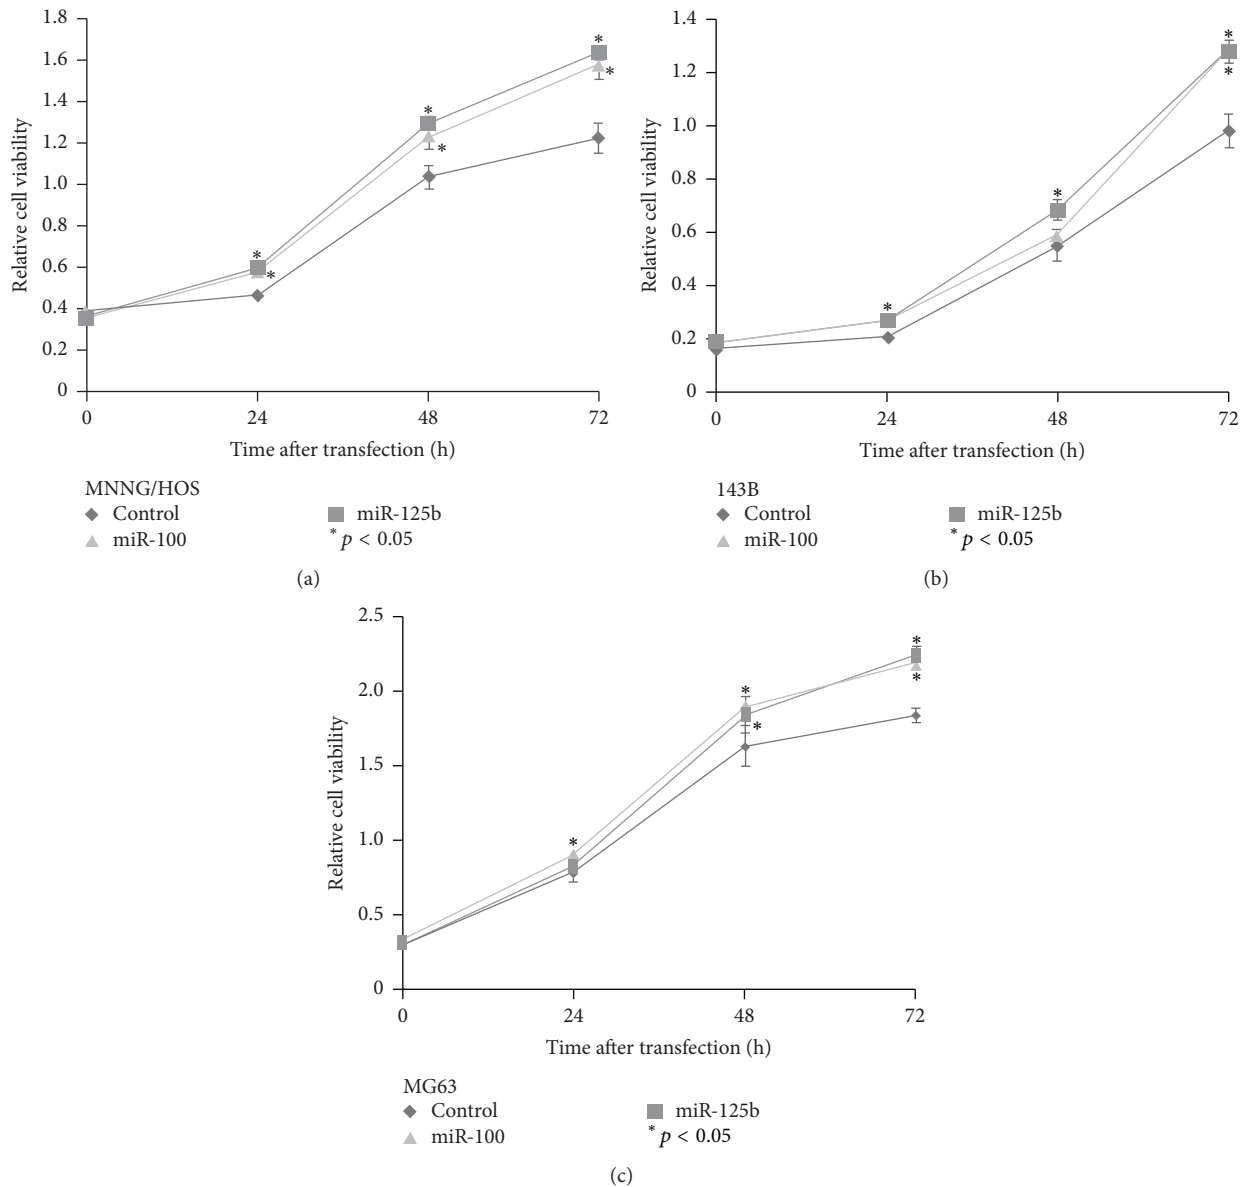 1.8
1.6
1.4
1.2
1.0
0.8
0.6
0.4
0.2
0
Relative cell viability
* * * * * *
0 24 48 72
Time after transfection (h)
MNNG/HOS
Control
miR-100
miR-125b
* p < 0.05
(a)
1.4
1.2
1.0
0.8
0.6
0.4
0.2
0
Relative cell viability
* * * *
0 24 48 72
Time after transfection (h)
143B
Control
miR-100
miR-125b
* p < 0.05
(b)
2.5
2.0
1.5
1.0
0.5
0
Relative cell viability
* * * * *
0 24 48 72
Time after transfection (h)
MG63
Control
miR-100
miR-125b
* p < 0.05
(c)